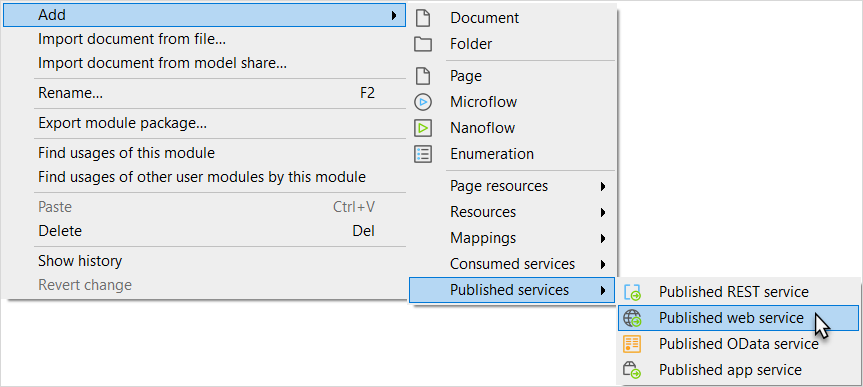 Add
Import document from file...
Import document from model share...
Rename... F2
Export module package...
Find usages of this module
Find usages of other user modules by this module
Paste Ctrl+V
Delete Del
Show history
Revert change
Document
Folder
Page
Microflow
Nanoflow
Enumeration
Page resources
Resources
Mappings
Consumed services
Published services
Published REST service
Published web service
Published OData service
Published app service